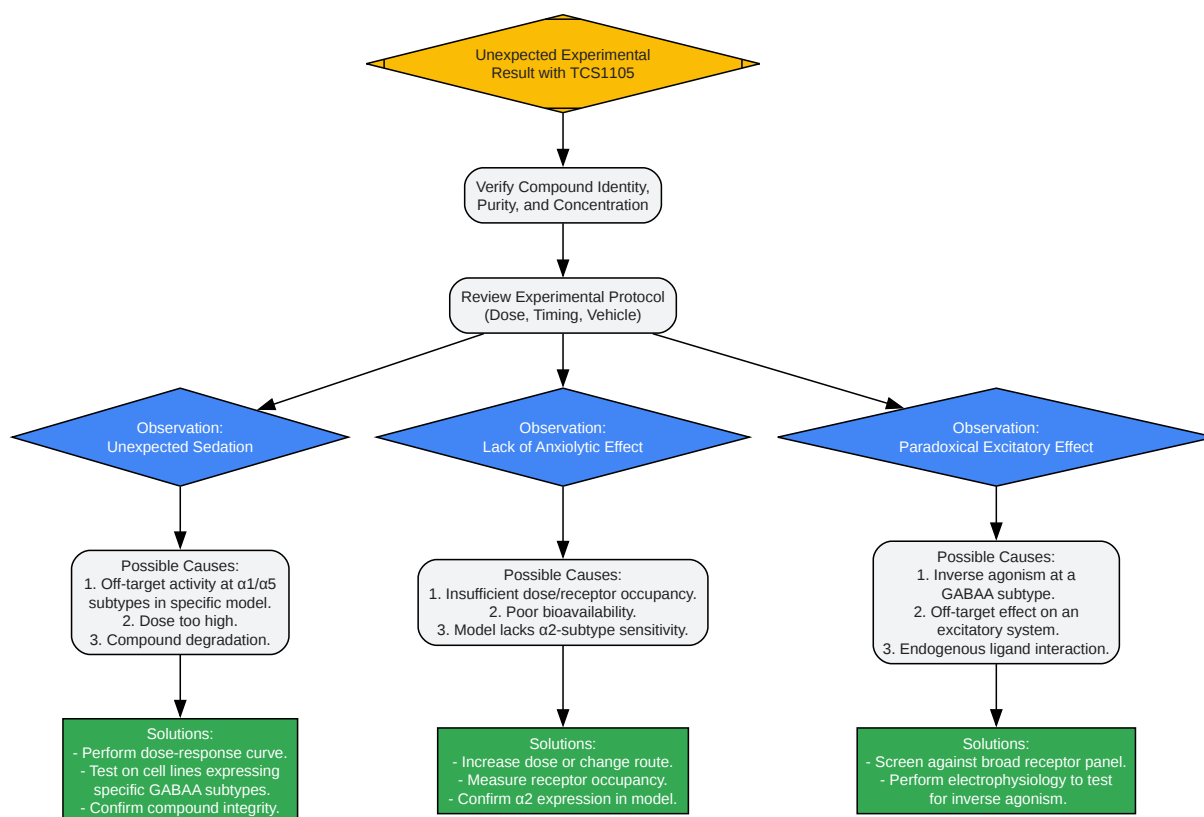 Unexpected Experimental
Result with TCS1105
Verify Compound Identity,
Purity, and Concentration
Review Experimental Protocol
(Dose, Timing, Vehicle)
Observation:
Unexpected Sedation
Observation:
Lack of Anxiolytic Effect
Observation:
Paradoxical Excitatory Effect
Possible Causes:
1. Off-target activity at α1/α5
subtypes in specific model.
2. Dose too high.
3. Compound degradation.
Possible Causes:
1. Insufficient dose/receptor occupancy.
2. Poor bioavailability.
3. Model lacks α2-subtype sensitivity.
Possible Causes:
1. Inverse agonism at a
GABAA subtype.
2. Off-target effect on an
excitatory system.
3. Endogenous ligand interaction.
Solutions:
- Perform dose-response curve.
- Test on cell lines expressing
specific GABAA subtypes.
- Confirm compound integrity.
Solutions:
- Increase dose or change route.
- Measure receptor occupancy.
- Confirm α2 expression in model.
Solutions:
- Screen against broad receptor panel.
- Perform electrophysiology to test
for inverse agonism.